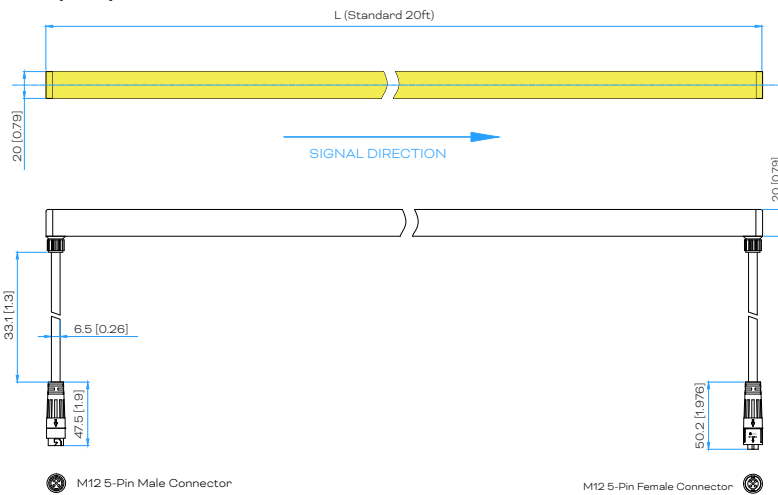 L (Standard 20ft)
20 [0.79]
SIGNAL DIRECTION
20 [0.79]
33.1 [1.3]
6.5 [0.26]
47.5 [1.9]
50.2 [1.976]
M12 5-Pin Male Connector
M12 5-Pin Female Connector